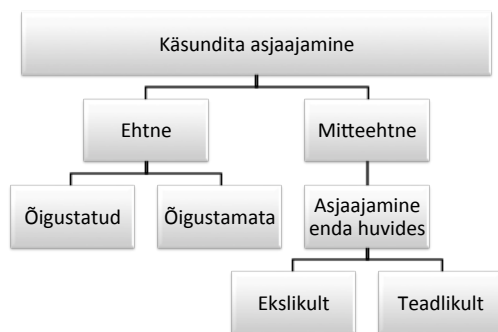 Käsundita asjaajamine
Ehtne
Mitteehtne
Õigustatud
Õigustamata
Asjaajamine
enda huvides
Ekslikult
Teadlikult